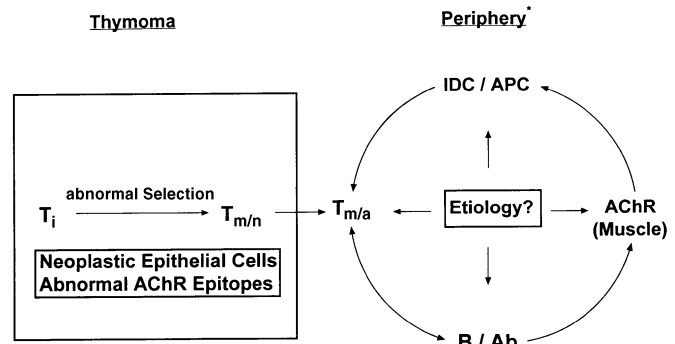 Thymoma
Periphery*
IDC / APC
abnormal Selection
Ti
Tm/n
Tm/a
Etiology?
AChR
(Muscle)
Neoplastic Epithelial Cells
Abnormal AChR Epitopes
B / Ab